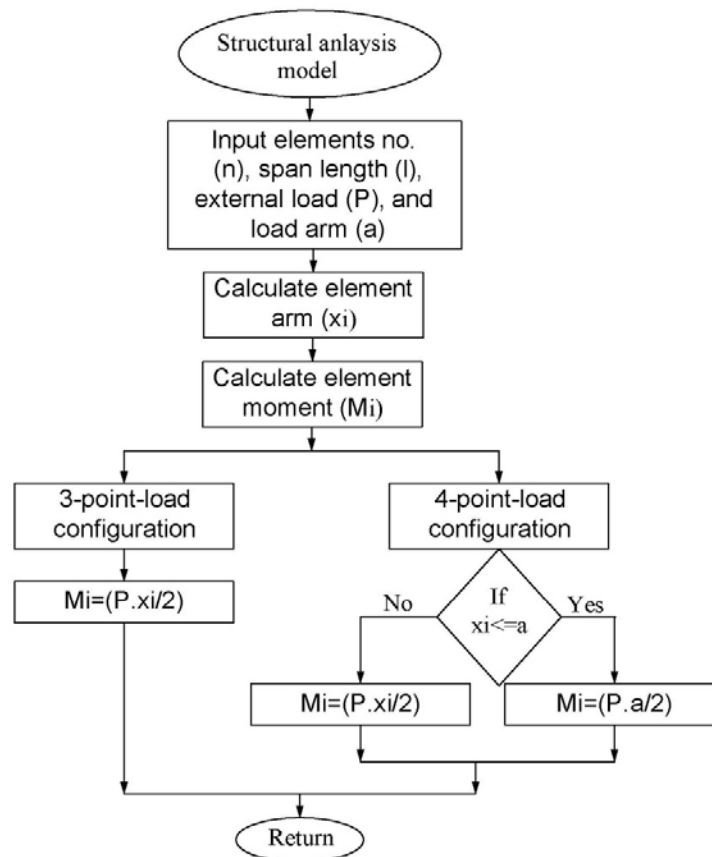 Structural anlaysis
model
Input elements no.
(n), span length (l),
external load (P), and
load arm (a)
Calculate element
arm (xi)
Calculate element
moment (Mi)
3-point-load
configuration
4-point-load
configuration
Mi=(P.xi/2)
No
If
xi<=a
Yes
Mi=(P.xi/2)
Mi=(P.a/2)
Return